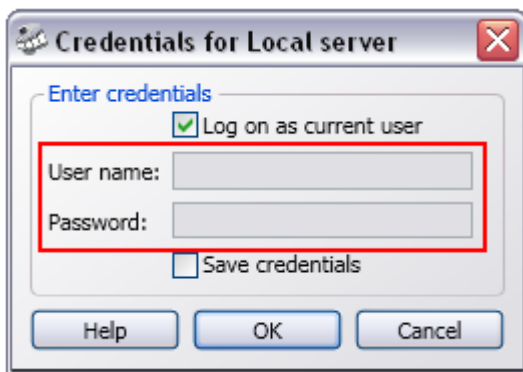 Credentials for Local server
Enter credentials
Log on as current user
User name:
Password:
Save credentials
Help OK Cancel